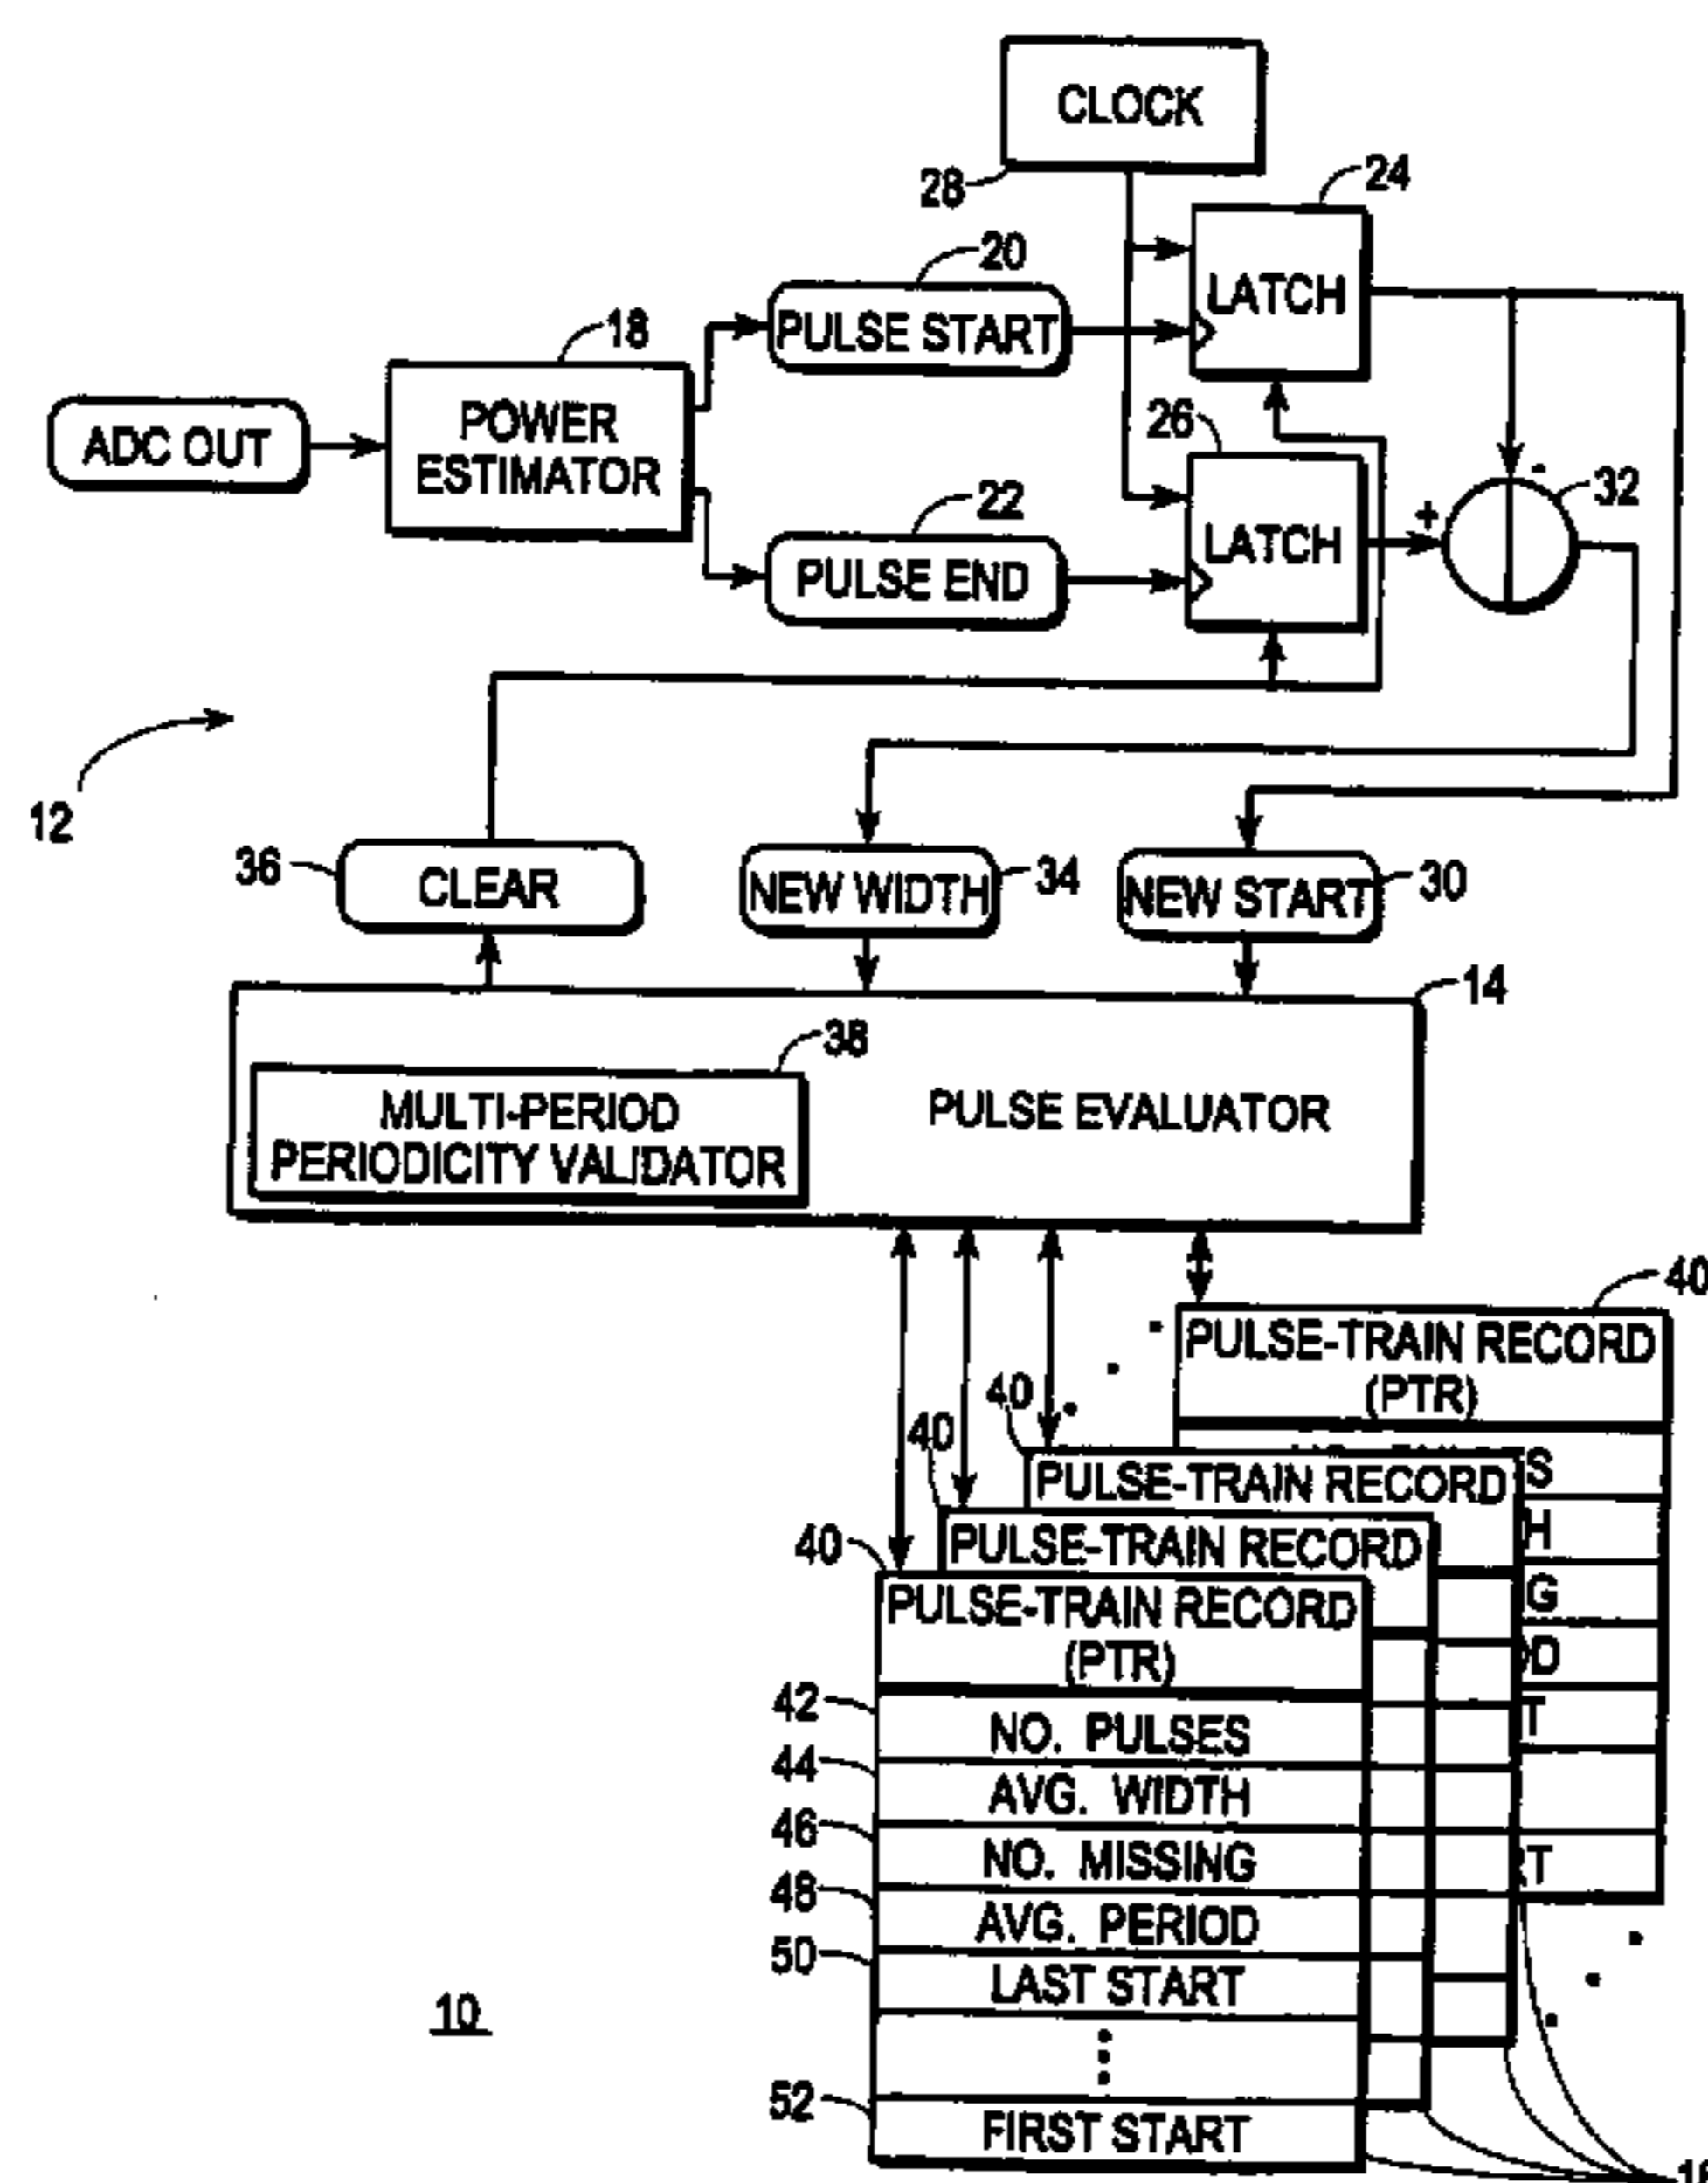 CLOCK
28
24
LATCH
20
PULSE START
18
POWER
ESTIMATOR
ADC OUT
26
LATCH
-
+
32
22
PULSE END
12
36
CLEAR
NEW WIDTH
34
NEW START
30
14
38
MULTI-PERIOD
PERIODICITY VALIDATOR
PULSE EVALUATOR
40
PULSE-TRAIN RECORD
(PTR)
S
H
G
D
T
T
40
PULSE-TRAIN RECORD
40
PULSE-TRAIN RECORD
40
PULSE-TRAIN RECORD
(PTR)
42
NO. PULSES
44
AVG. WIDTH
46
NO. MISSING
48
AVG. PERIOD
50
LAST START
52
FIRST START
10